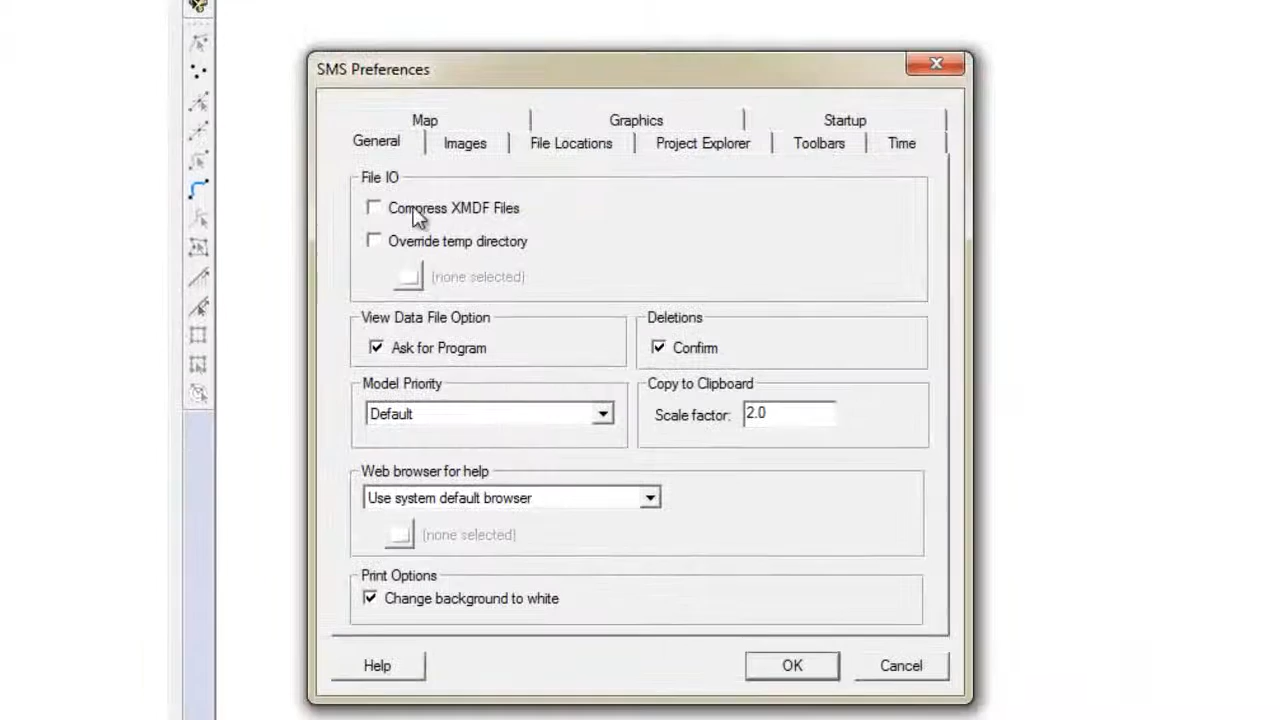 SMS Preferences
Map Graphics Startup
General Images File Locations Project Explorer Toolbars Time
File IO
Compress XMDF Files
Override temp directory
(none selected)
View Data File Option
Deletions
Ask for Program
Confirm
Model Priority
Copy to Clipboard
Default
Scale factor: 2.0
Web browser for help
Use system default browser
(none selected)
Print Options
Change background to white
Help OK Cancel